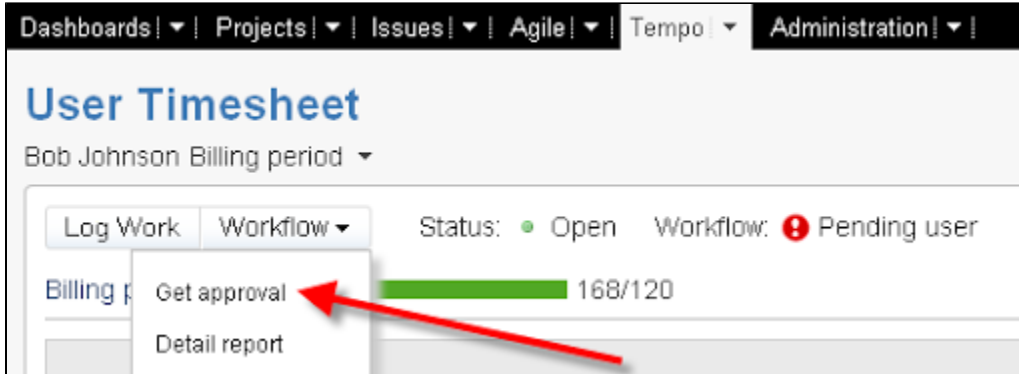 Dashboards Projects Issues Agile Tempo Administration
User Timesheet
Bob Johnson Billing period
Log Work Workflow Status: Open Workflow: Pending user
Billing 168/120
Get approval
Detail report